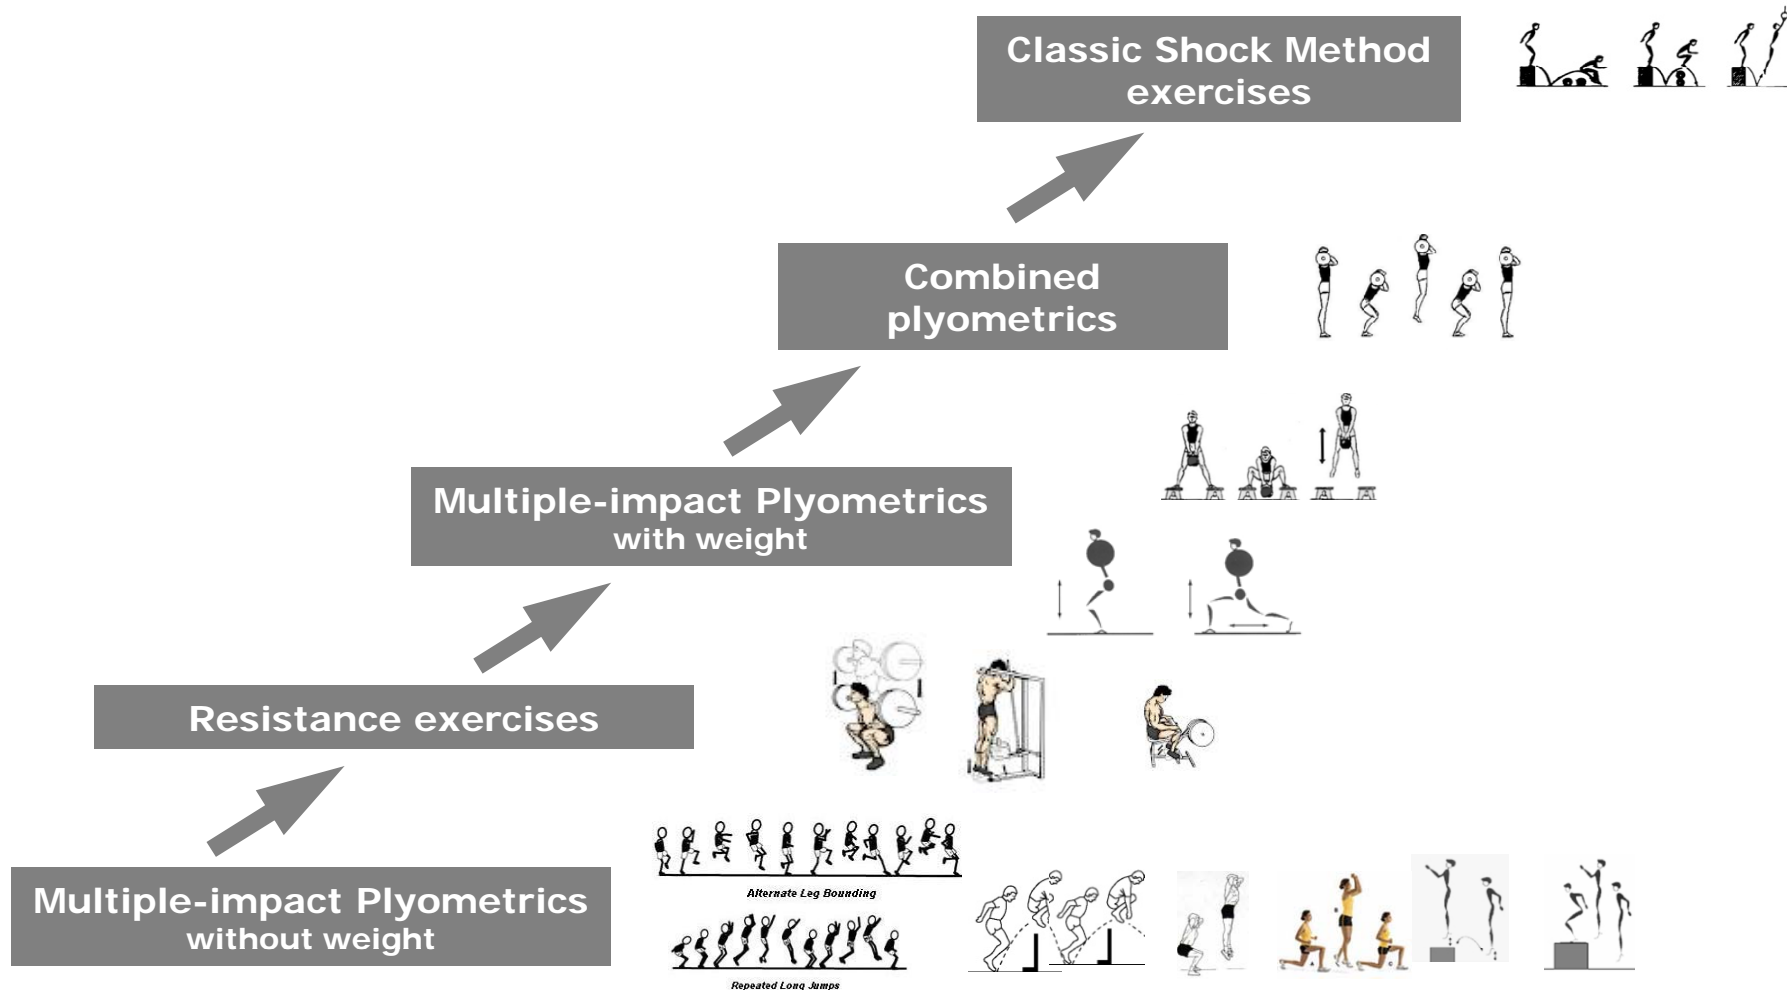 Classic Shock Method
exercises
Combined
plyometrics
Multiple-impact Plyometrics
with weight
Resistance exercises
Alternate Leg Bounding
Multiple-impact Plyometrics
without weight
Repeated Long Jumps